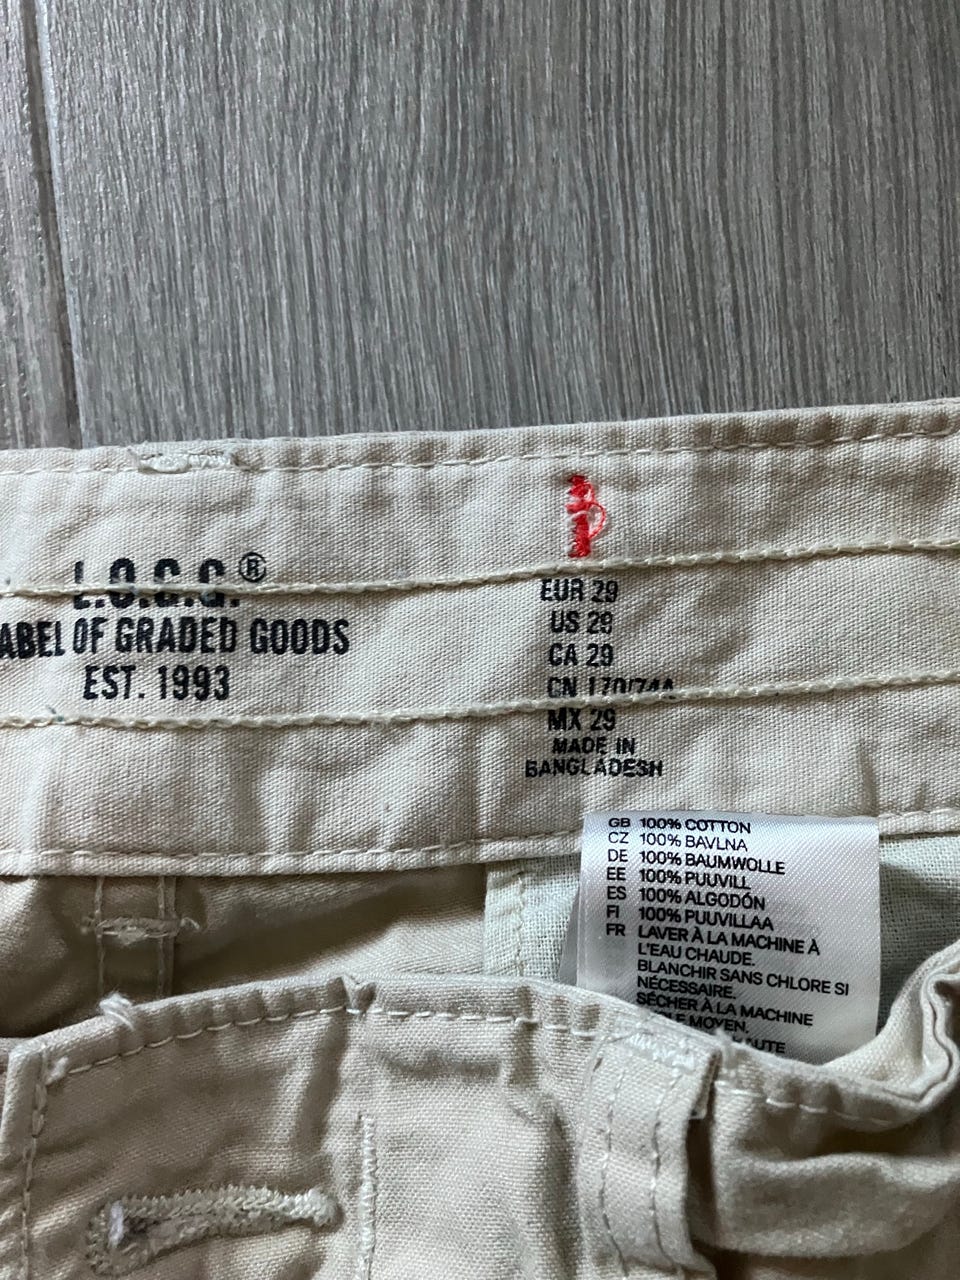 L.O.G.G.®
ABEL OF GRADED GOODS
EST. 1993
EUR 29
US 29
CA 29
CN 170/74A
MX 29
MADE IN
BANGLADESH
GB 100% COTTON
CZ 100% BAVLNA
DE 100% BAUMWOLLE
EE 100% PUUVILL
ES 100% ALGODÓN
FI 100% PUUVILLAA
FR LAVER À LA MACHINE À
L'EAU CHAUDE.
BLANCHIR SANS CHLORE SI
NÉCESSAIRE.
SÉCHER À LA MACHINE
MOYEN.